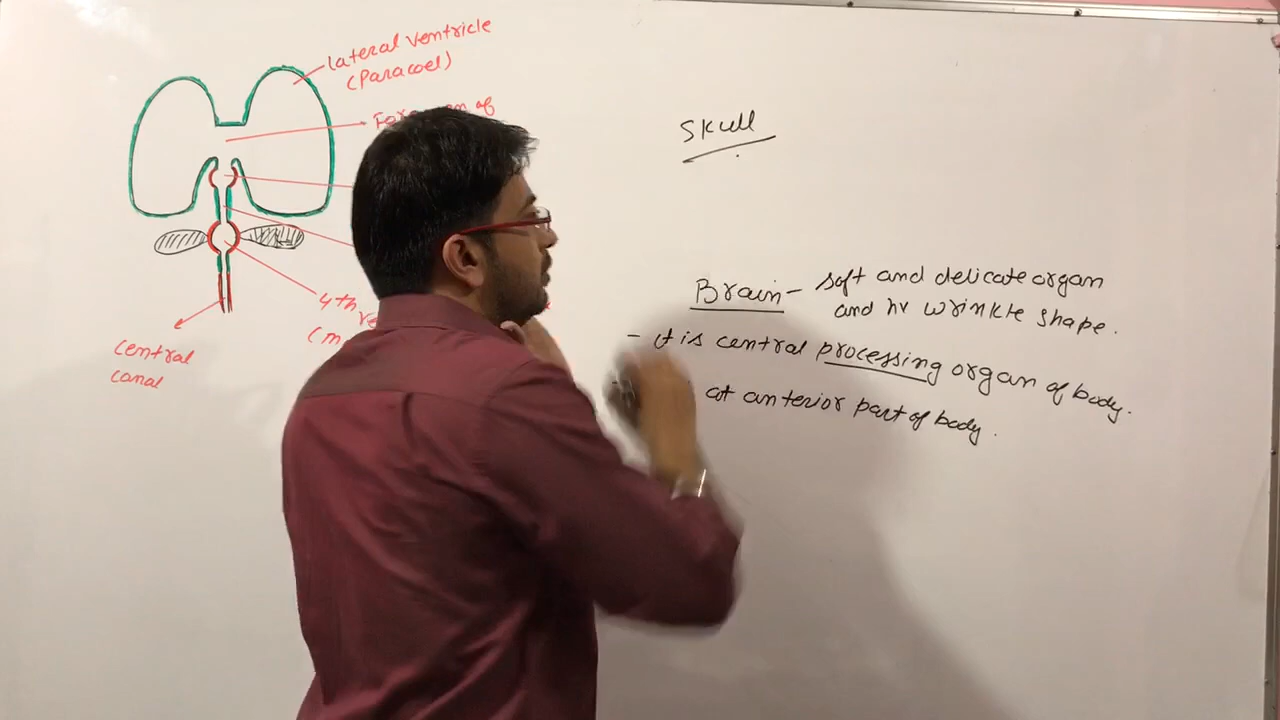 lateral ventricle
(Paracoel)
of
4th
central
canal
Skull
Brain - soft and delicate organ
and hv wrinkle shape.
- it is central processing organ of body.
at anterior part of body.